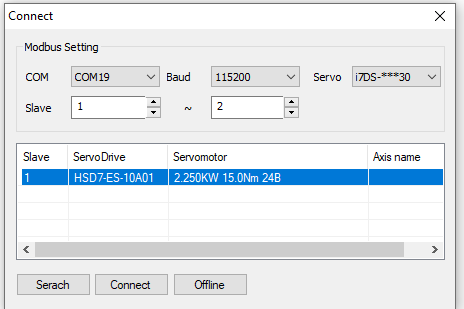 Connect
Modbus Setting
COM COM19 Baud 115200 Servo i7DS-***30
Slave 1 ~ 2
Slave ServoDrive Servomotor Axis name
1 HSD7-ES-10A01 2.250KW 15.0Nm 24B
Serach Connect Offline